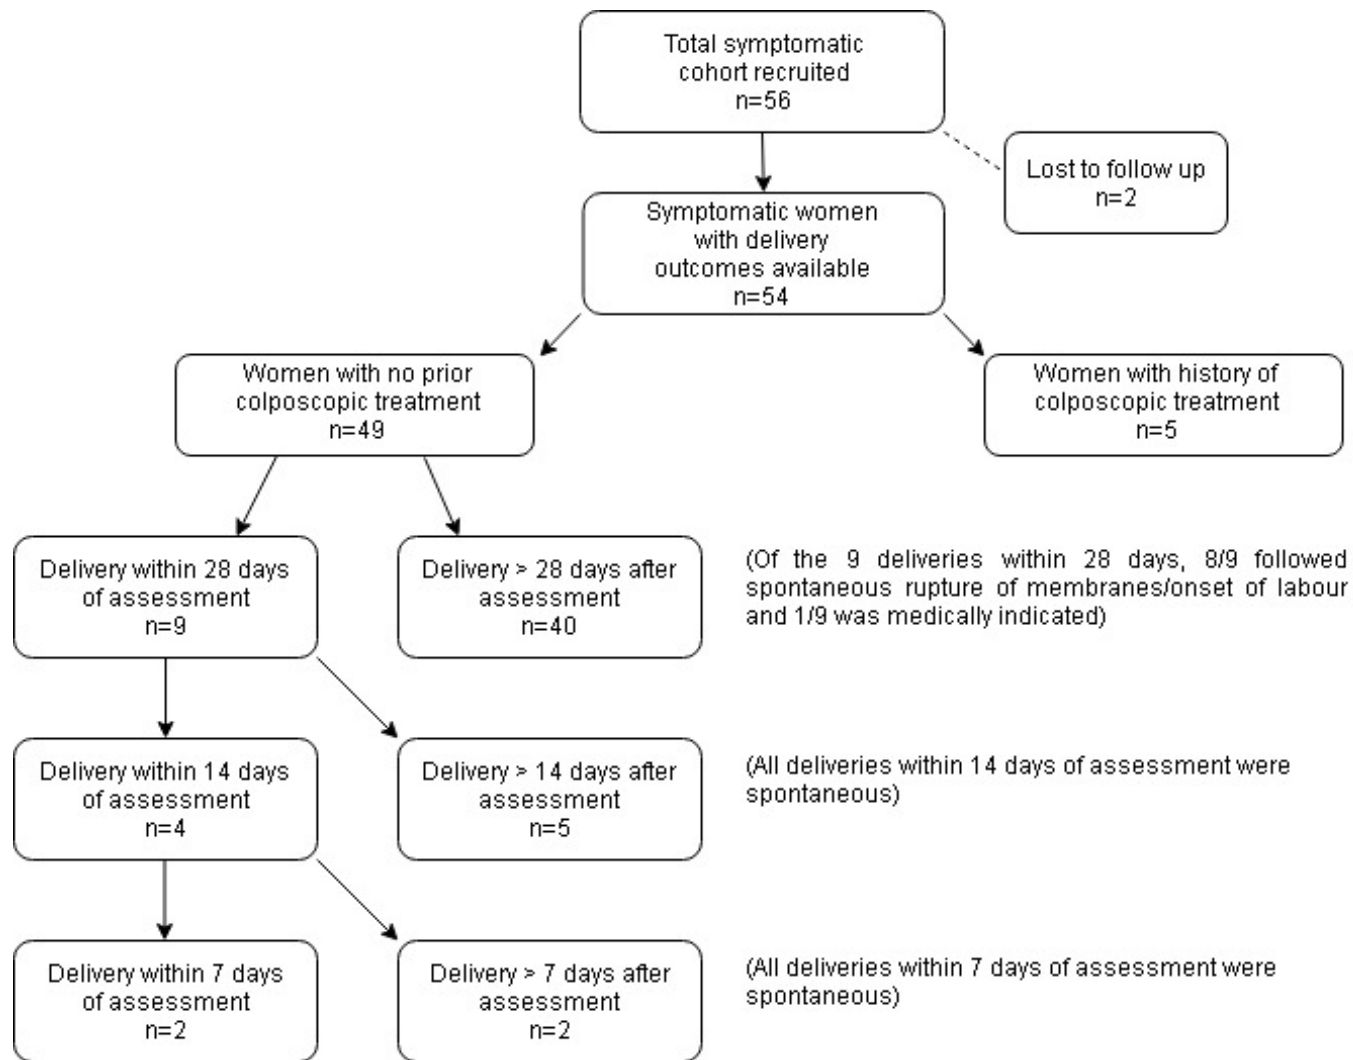 Total symptomatic
cohort recruited
n=56
Lost to follow up
n=2
Symptomatic women
with delivery
outcomes available
n=54
Women with no prior
colposcopic treatment
n=49
Women with history of
colposcopic treatment
n=5
Delivery within 28 days
of assessment
n=9
Delivery > 28 days after
assessment
n=40
(Of the 9 deliveries within 28 days, 8/9 followed
spontaneous rupture of membranes/onset of labour
and 1/9 was medically indicated)
Delivery within 14 days
of assessment
n=4
Delivery > 14 days after
assessment
n=5
(All deliveries within 14 days of assessment were
spontaneous)
Delivery within 7 days
of assessment
n=2
Delivery > 7 days after
assessment
n=2
(All deliveries within 7 days of assessment were
spontaneous)